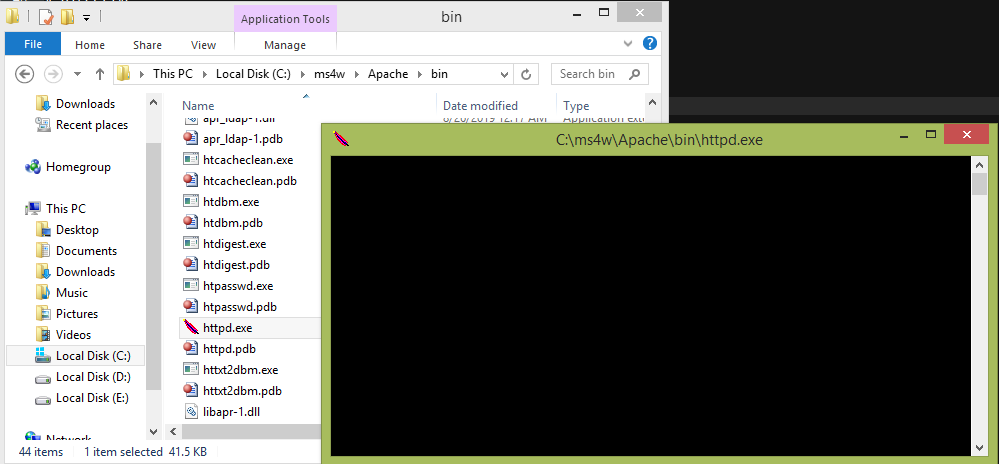 Application Tools
bin
File
Home
Share
View
Manage
This PC
Local Disk (C:)
ms4w
Apache
bin
Search bin
Downloads
Recent places
Homegroup
This PC
Desktop
Documents
Downloads
Music
Pictures
Videos
Local Disk (C:)
Local Disk (D:)
Local Disk (E:)
Network
Name
Date modified
Type
apr_ldap-1.dll
8/20/2019 12:17 AM
Application exten
apr_ldap-1.pdb
htcacheclean.exe
htcacheclean.pdb
htdbm.exe
htdbm.pdb
htdigest.exe
htdigest.pdb
htpasswd.exe
htpasswd.pdb
httpd.exe
httpd.pdb
httxt2dbm.exe
httxt2dbm.pdb
libapr-1.dll
44 items
1 item selected 41.5 KB
C:\ms4w\Apache\bin\httpd.exe